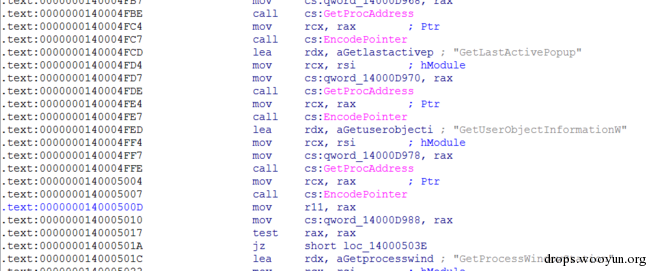 .text:0000000140004FB7 mov cs:qword_14000D968, rax
.text:0000000140004FBE call cs:GetProcAddress
.text:0000000140004FC4 mov rcx, rax ; Ptr
.text:0000000140004FC7 call cs:EncodePointer
.text:0000000140004FCD lea rdx, aGetlastactivep ; "GetLastActivePopup"
.text:0000000140004FD4 mov rcx, rsi ; hModule
.text:0000000140004FD7 mov cs:qword_14000D970, rax
.text:0000000140004FDE call cs:GetProcAddress
.text:0000000140004FE4 mov rcx, rax ; Ptr
.text:0000000140004FE7 call cs:EncodePointer
.text:0000000140004FED lea rdx, aGetuserobjecti ; "GetUserObjectInformationW"
.text:0000000140004FF4 mov rcx, rsi ; hModule
.text:0000000140004FF7 mov cs:qword_14000D978, rax
.text:0000000140004FFE call cs:GetProcAddress
.text:0000000140005004 mov rcx, rax ; Ptr
.text:0000000140005007 call cs:EncodePointer
.text:000000014000500D mov r11, rax
.text:0000000140005010 mov cs:qword_14000D988, rax
.text:0000000140005017 test rax, rax
.text:000000014000501A jz short loc_14000503E
.text:000000014000501C lea rdx, aGetprocesswind ; "GetProcessWin
drops.wooyun.org
mov rcx, rsi ; hModule